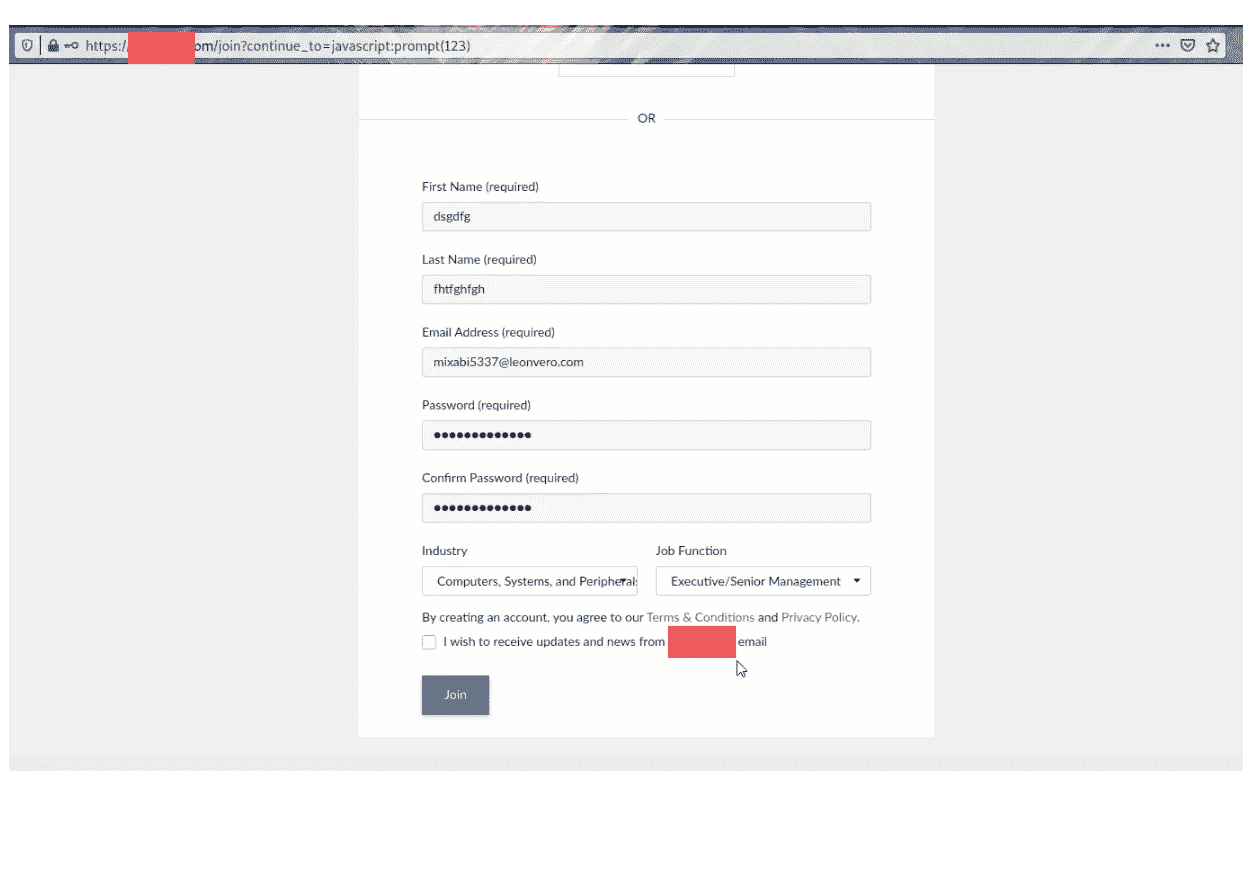 https:/ om/join?continue_to=javascript:prompt(123)
OR
First Name (required)
dsgdfg
Last Name (required)
fhtfghfgh
Email Address (required)
mixabi5337@leonvero.com
Password (required)
●●●●●●●●●●●●●
Confirm Password (required)
●●●●●●●●●●●●●
Industry Job Function
Computers, Systems, and Peripherals Executive/Senior Management
By creating an account, you agree to our Terms & Conditions and Privacy Policy.
I wish to receive updates and news from email
Join